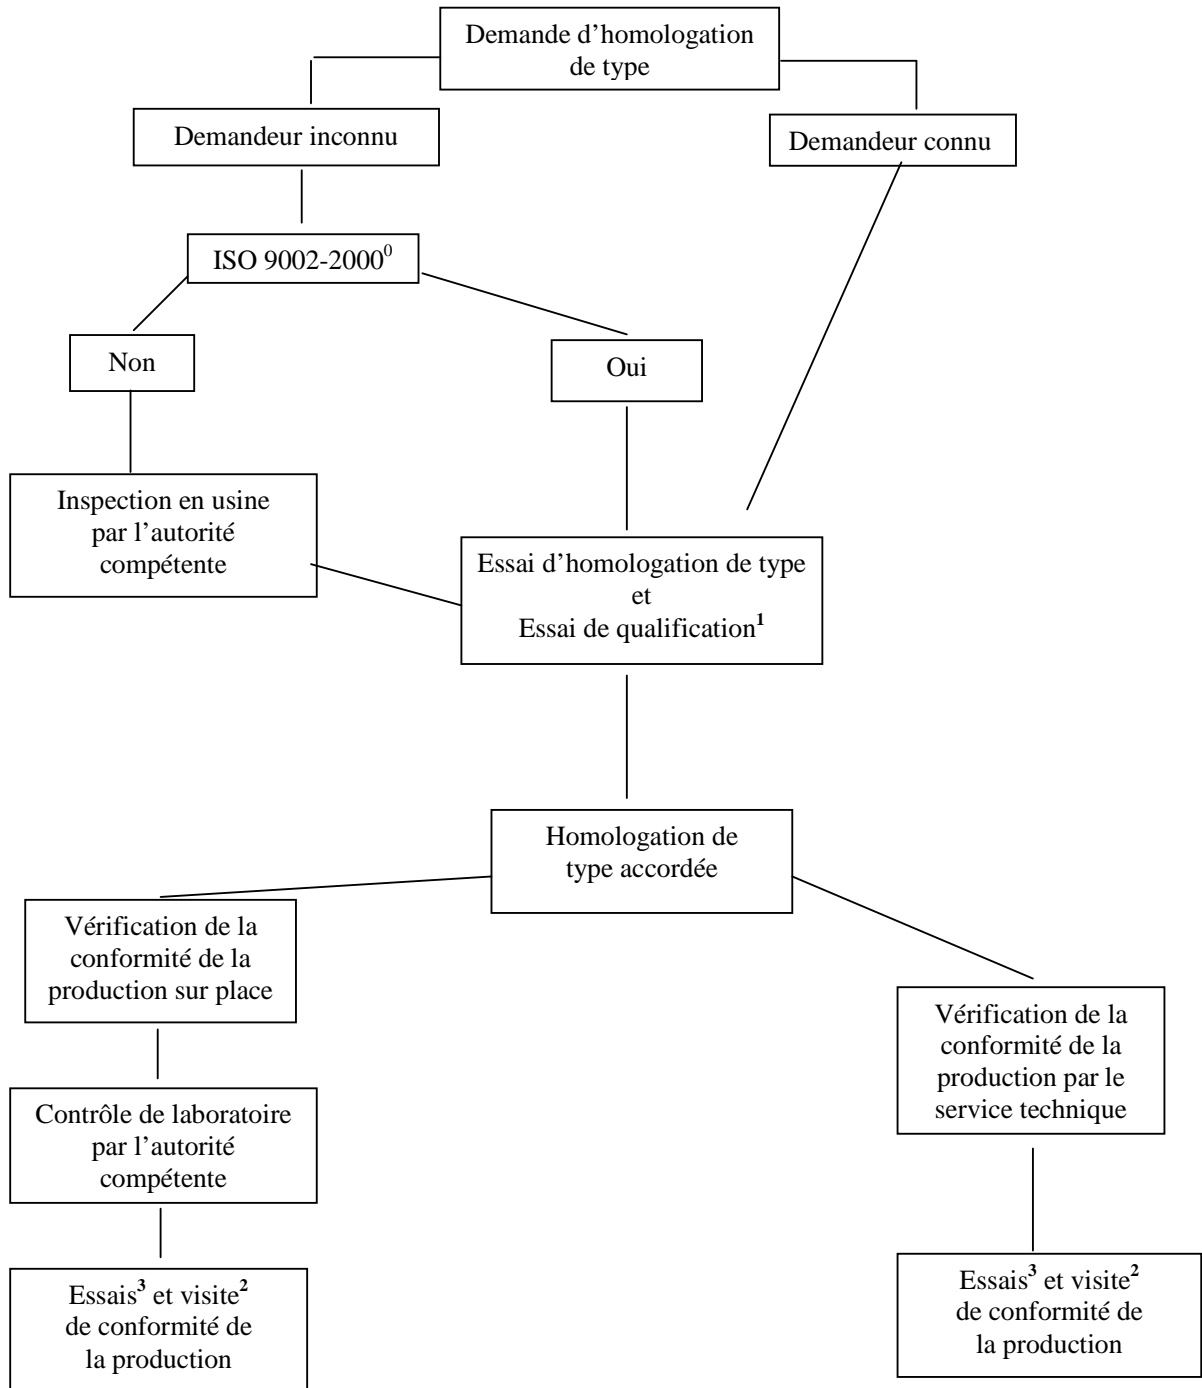 Demande d’homologation
de type
Demandeur inconnu
Demandeur connu
ISO 9002-2000⁰
Non
Oui
Inspection en usine
par l’autorité
compétente
Essai d’homologation de type
et
Essai de qualification¹
Homologation de
type accordée
Vérification de la
conformité de la
production sur place
Vérification de la
conformité de la
production par le
service technique
Contrôle de laboratoire
par l’autorité
compétente
Essais³ et visite²
de conformité de
la production
Essais³ et visite²
de conformité de
la production